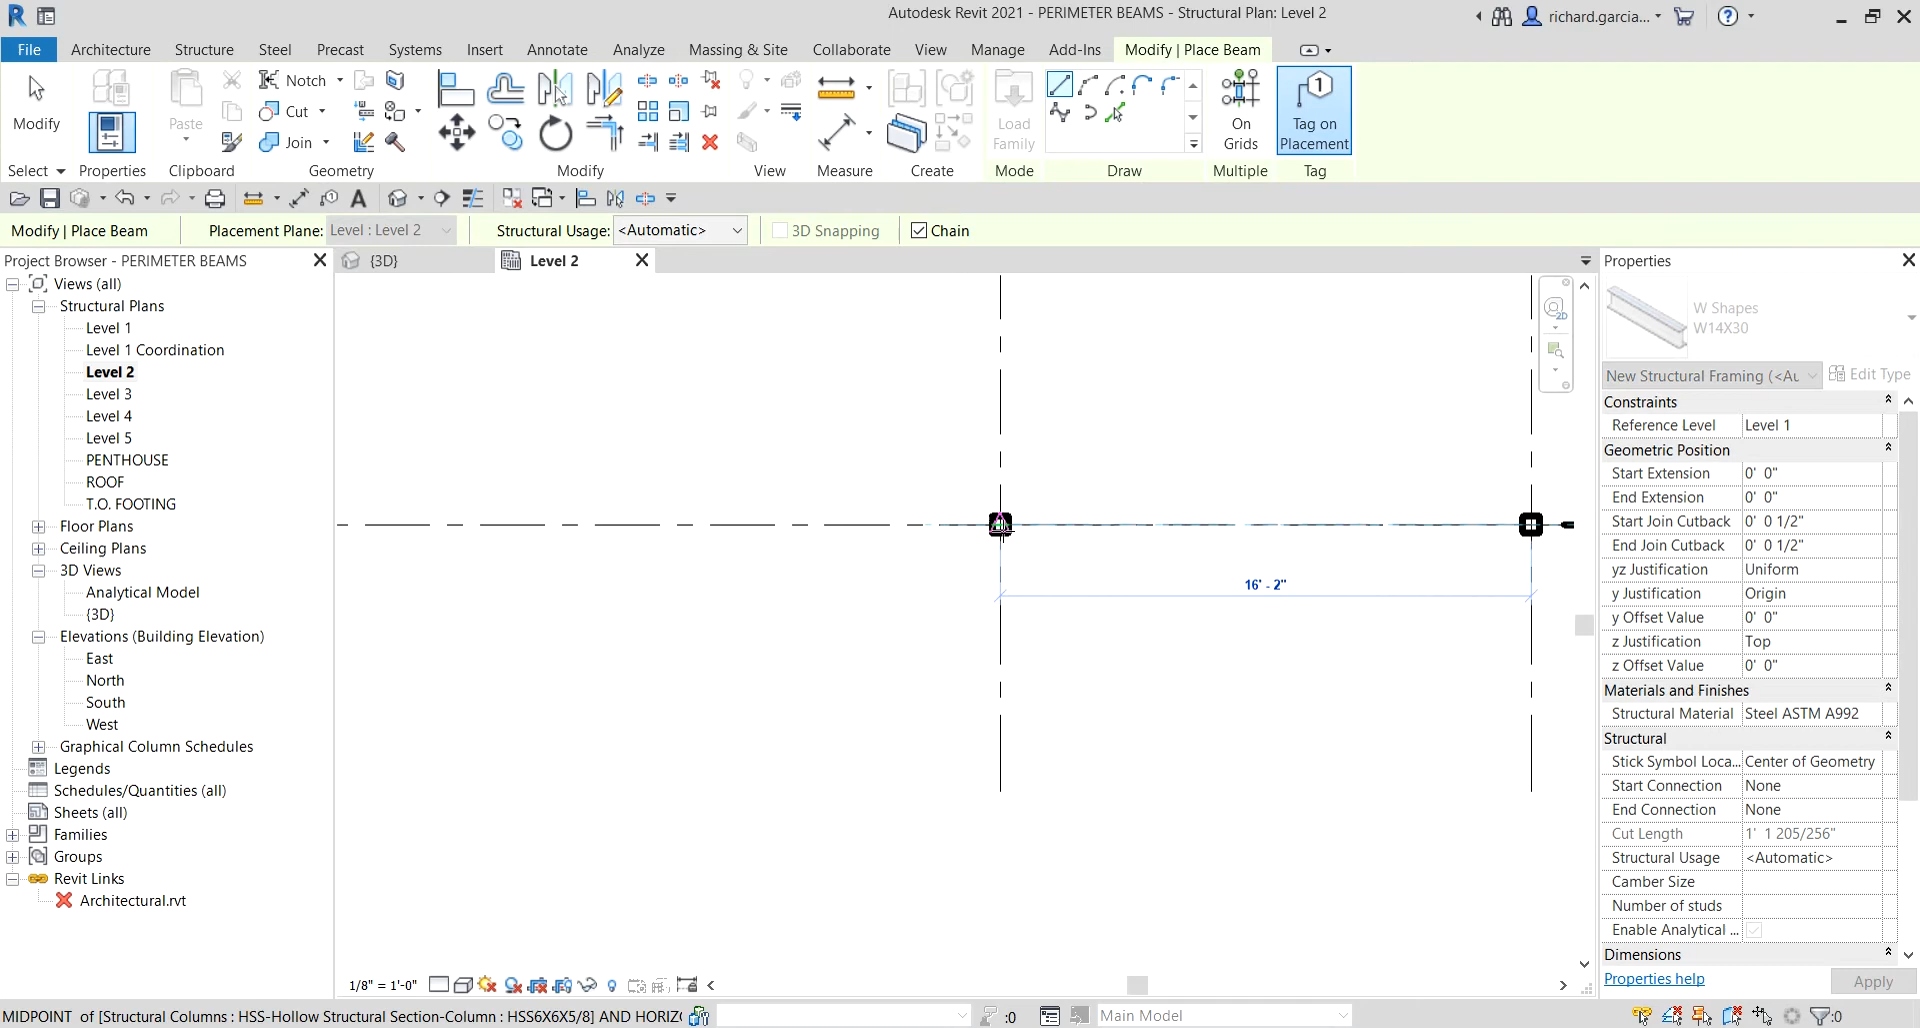 Autodesk Revit 2021 - PERIMETER BEAMS - Structural Plan: Level 2
richard.garcia...
File Architecture Structure Steel Precast Systems Insert Annotate Analyze Massing & Site Collaborate View Manage Add-Ins Modify | Place Beam
Modify
Paste
Notch
Cut
Join
Load
Family
On
Grids
1
Tag on
Placement
Select Properties Clipboard Geometry Modify View Measure Create Mode Draw Multiple Tag
Modify | Place Beam Placement Plane: Level : Level 2 Structural Usage: <Automatic> 3D Snapping Chain
Project Browser - PERIMETER BEAMS
Views (all)
Structural Plans
Level 1
Level 1 Coordination
Level 2
Level 3
Level 4
Level 5
PENTHOUSE
ROOF
T.O. FOOTING
Floor Plans
Ceiling Plans
3D Views
Analytical Model
{3D}
Elevations (Building Elevation)
East
North
South
West
Graphical Column Schedules
Legends
Schedules/Quantities (all)
Sheets (all)
Families
Groups
Revit Links
Architectural.rvt
{3D} Level 2
2D
16' - 2"
1/8" = 1'-0"
Properties
W Shapes
W14X30
New Structural Framing (<Au Edit Type
Constraints
Reference Level Level 1
Geometric Position
Start Extension 0' 0"
End Extension 0' 0"
Start Join Cutback 0' 0 1/2"
End Join Cutback 0' 0 1/2"
yz Justification Uniform
y Justification Origin
y Offset Value 0' 0"
z Justification Top
z Offset Value 0' 0"
Materials and Finishes
Structural Material Steel ASTM A992
Structural
Stick Symbol Loca... Center of Geometry
Start Connection None
End Connection None
Cut Length 1' 1 205/256"
Structural Usage <Automatic>
Camber Size
Number of studs
Enable Analytical ...
Dimensions
Properties help Apply
MIDPOINT of [Structural Columns : HSS-Hollow Structural Section-Column : HSS6X6X5/8] AND HORIZ :0 Main Model :0